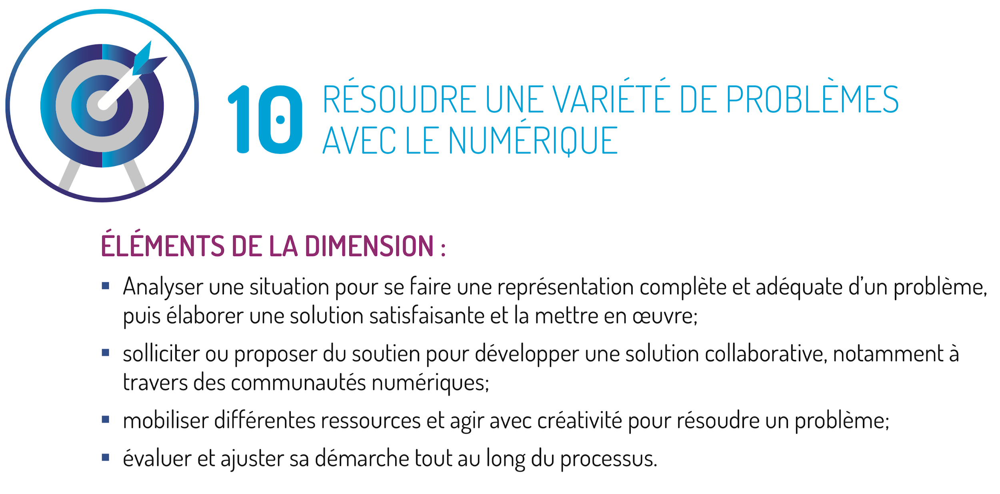 10 RÉSOUDRE UNE VARIÉTÉ DE PROBLÈMES
AVEC LE NUMÉRIQUE
ÉLÉMENTS DE LA DIMENSION :
▪ Analyser une situation pour se faire une représentation complète et adéquate d’un problème,
puis élaborer une solution satisfaisante et la mettre en œuvre;
▪ solliciter ou proposer du soutien pour développer une solution collaborative, notamment à
travers des communautés numériques;
▪ mobiliser différentes ressources et agir avec créativité pour résoudre un problème;
▪ évaluer et ajuster sa démarche tout au long du processus.